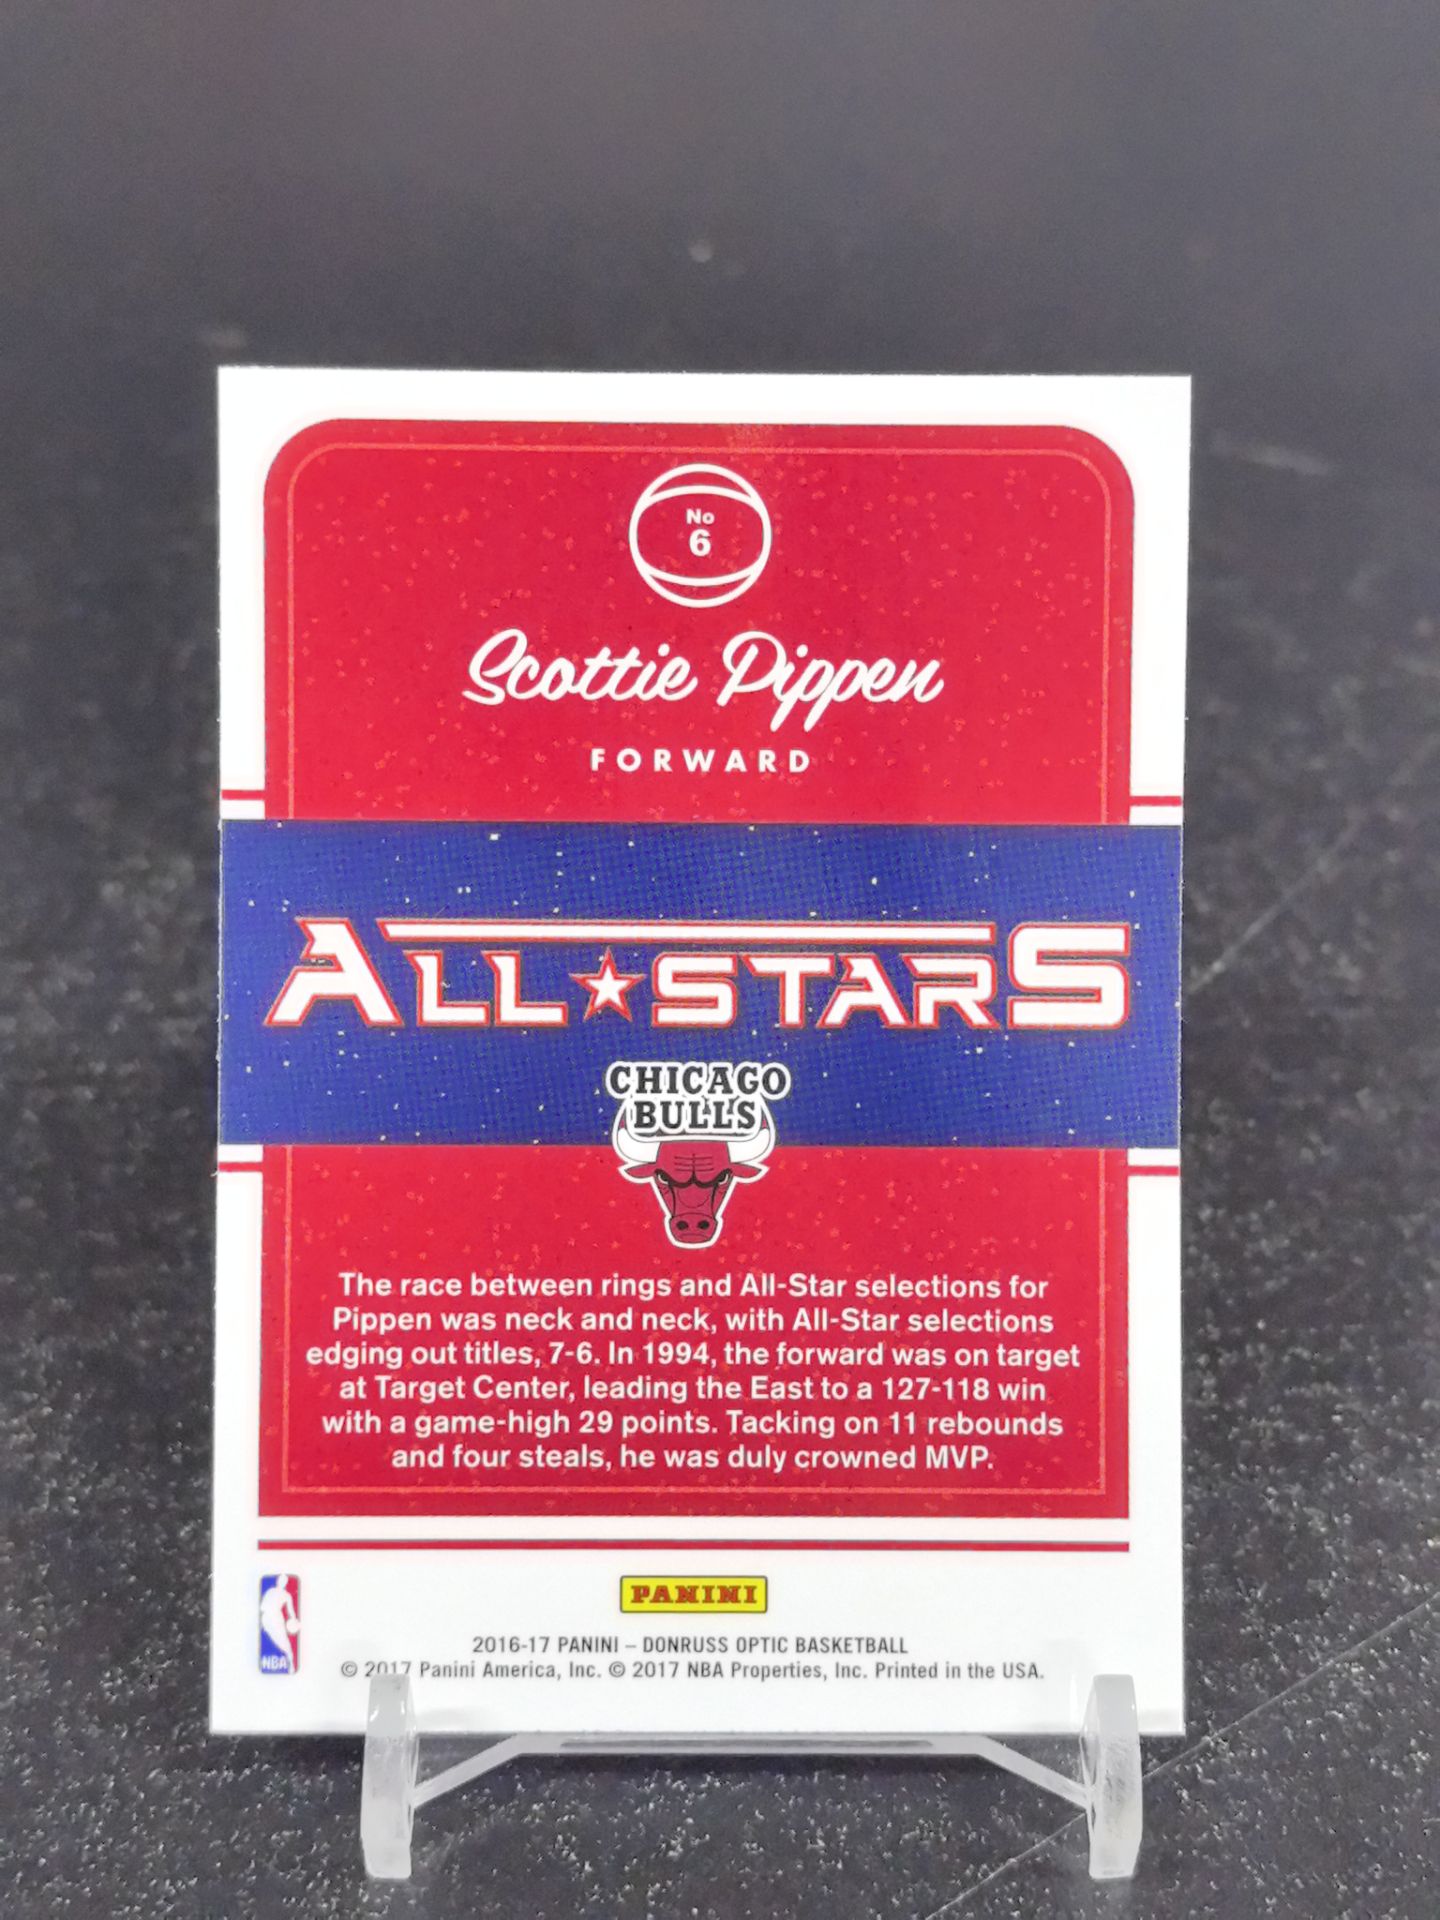 No
6
Scottie Pippen
FORWARD
ALL★STARS
CHICAGO
BULLS
The race between rings and All-Star selections for
Pippen was neck and neck, with All-Star selections
edging out titles, 7-6. In 1994, the forward was on target
at Target Center, leading the East to a 127-118 win
with a game-high 29 points. Tacking on 11 rebounds
and four steals, he was duly crowned MVP.
PANINI
NBA
2016-17 PANINI – DONRUSS OPTIC BASKETBALL
© 2017 Panini America, Inc. © 2017 NBA Properties, Inc. Printed in the USA.